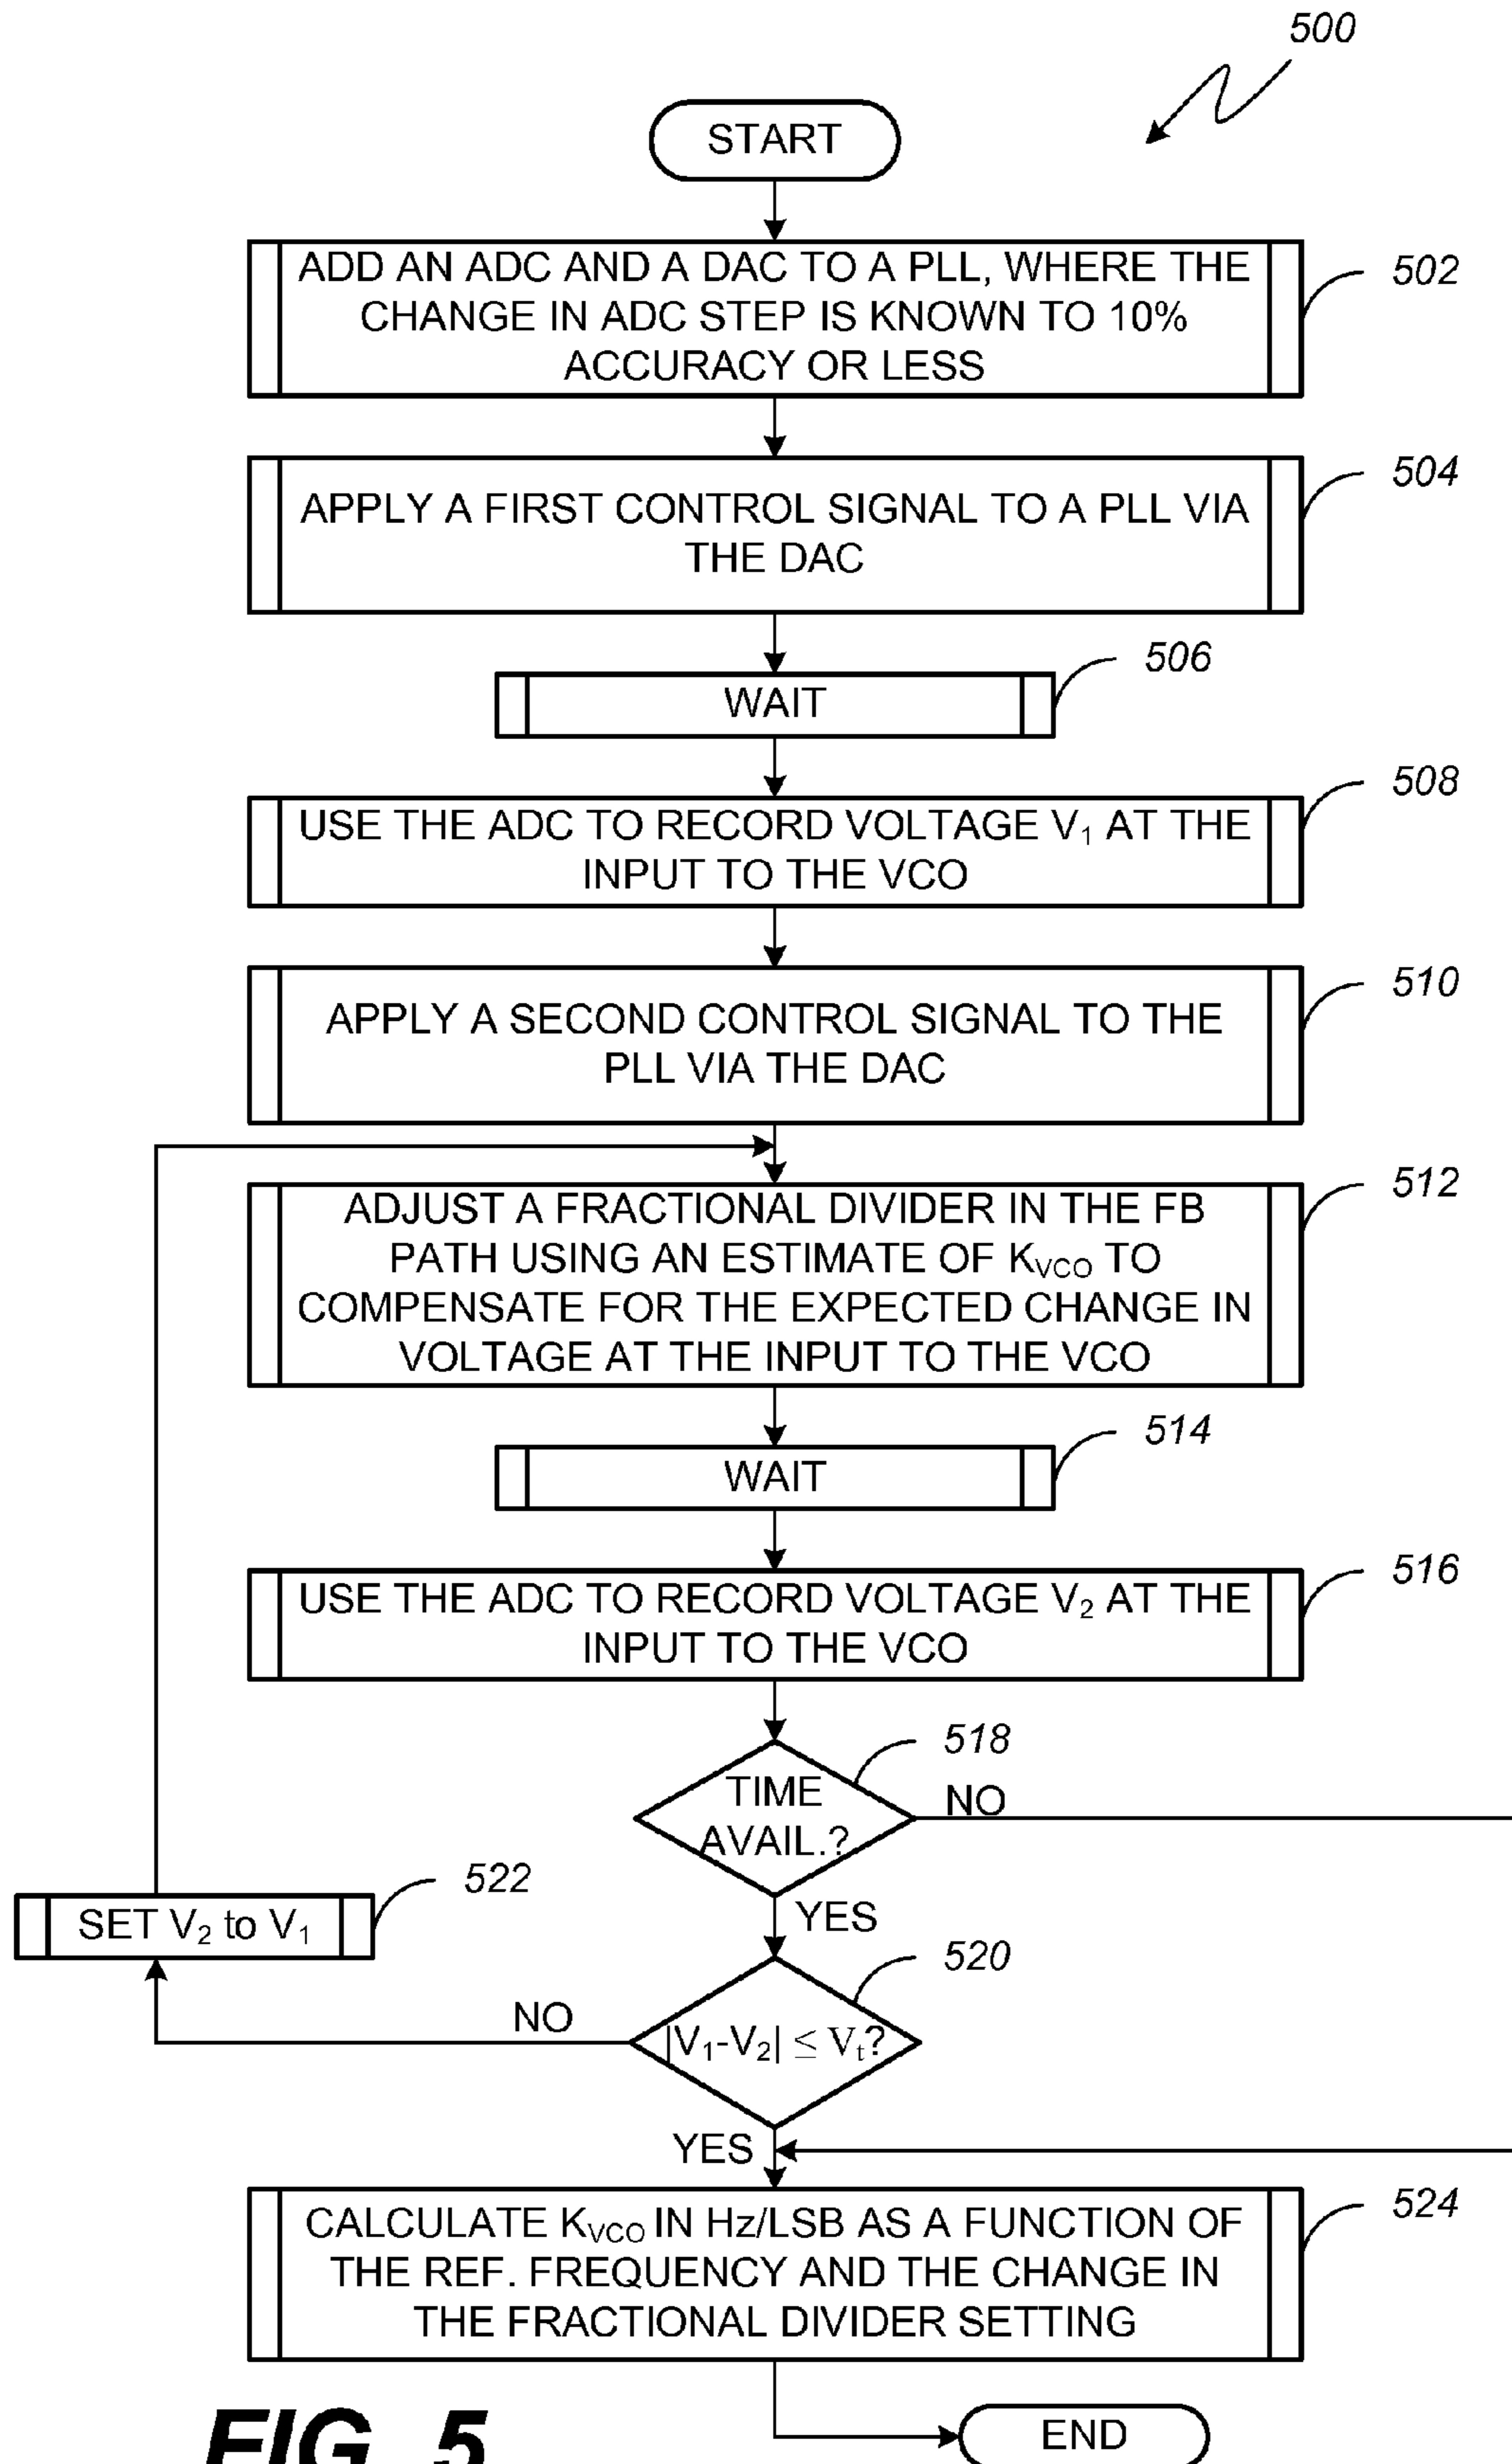 500
START
ADD AN ADC AND A DAC TO A PLL, WHERE THE
CHANGE IN ADC STEP IS KNOWN TO 10%
ACCURACY OR LESS
502
APPLY A FIRST CONTROL SIGNAL TO A PLL VIA
THE DAC
504
WAIT
506
USE THE ADC TO RECORD VOLTAGE V₁ AT THE
INPUT TO THE VCO
508
APPLY A SECOND CONTROL SIGNAL TO THE
PLL VIA THE DAC
510
ADJUST A FRACTIONAL DIVIDER IN THE FB
PATH USING AN ESTIMATE OF K_VCO TO
COMPENSATE FOR THE EXPECTED CHANGE IN
VOLTAGE AT THE INPUT TO THE VCO
512
WAIT
514
USE THE ADC TO RECORD VOLTAGE V₂ AT THE
INPUT TO THE VCO
516
TIME
AVAIL.?
518
NO
YES
SET V₂ to V₁
522
|V₁-V₂| ≤ Vₜ?
520
NO
YES
CALCULATE K_VCO IN Hz/LSB AS A FUNCTION OF
THE REF. FREQUENCY AND THE CHANGE IN
THE FRACTIONAL DIVIDER SETTING
524
END
FIG. 5